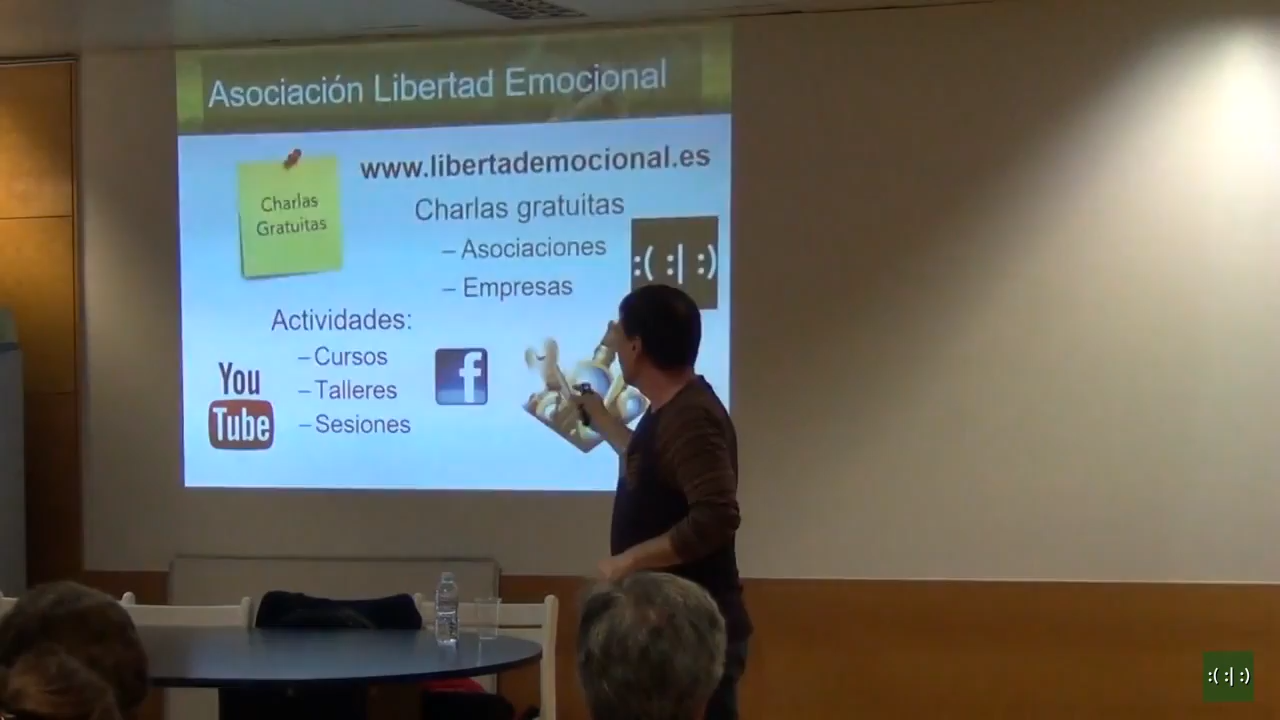 Asociación Libertad Emocional
www.libertademocional.es
Charlas
Gratuitas
Charlas gratuitas
– Asociaciones
– Empresas
:( :| :)
Actividades:
– Cursos
– Talleres
– Sesiones
You
Tube
f
:( :| :)